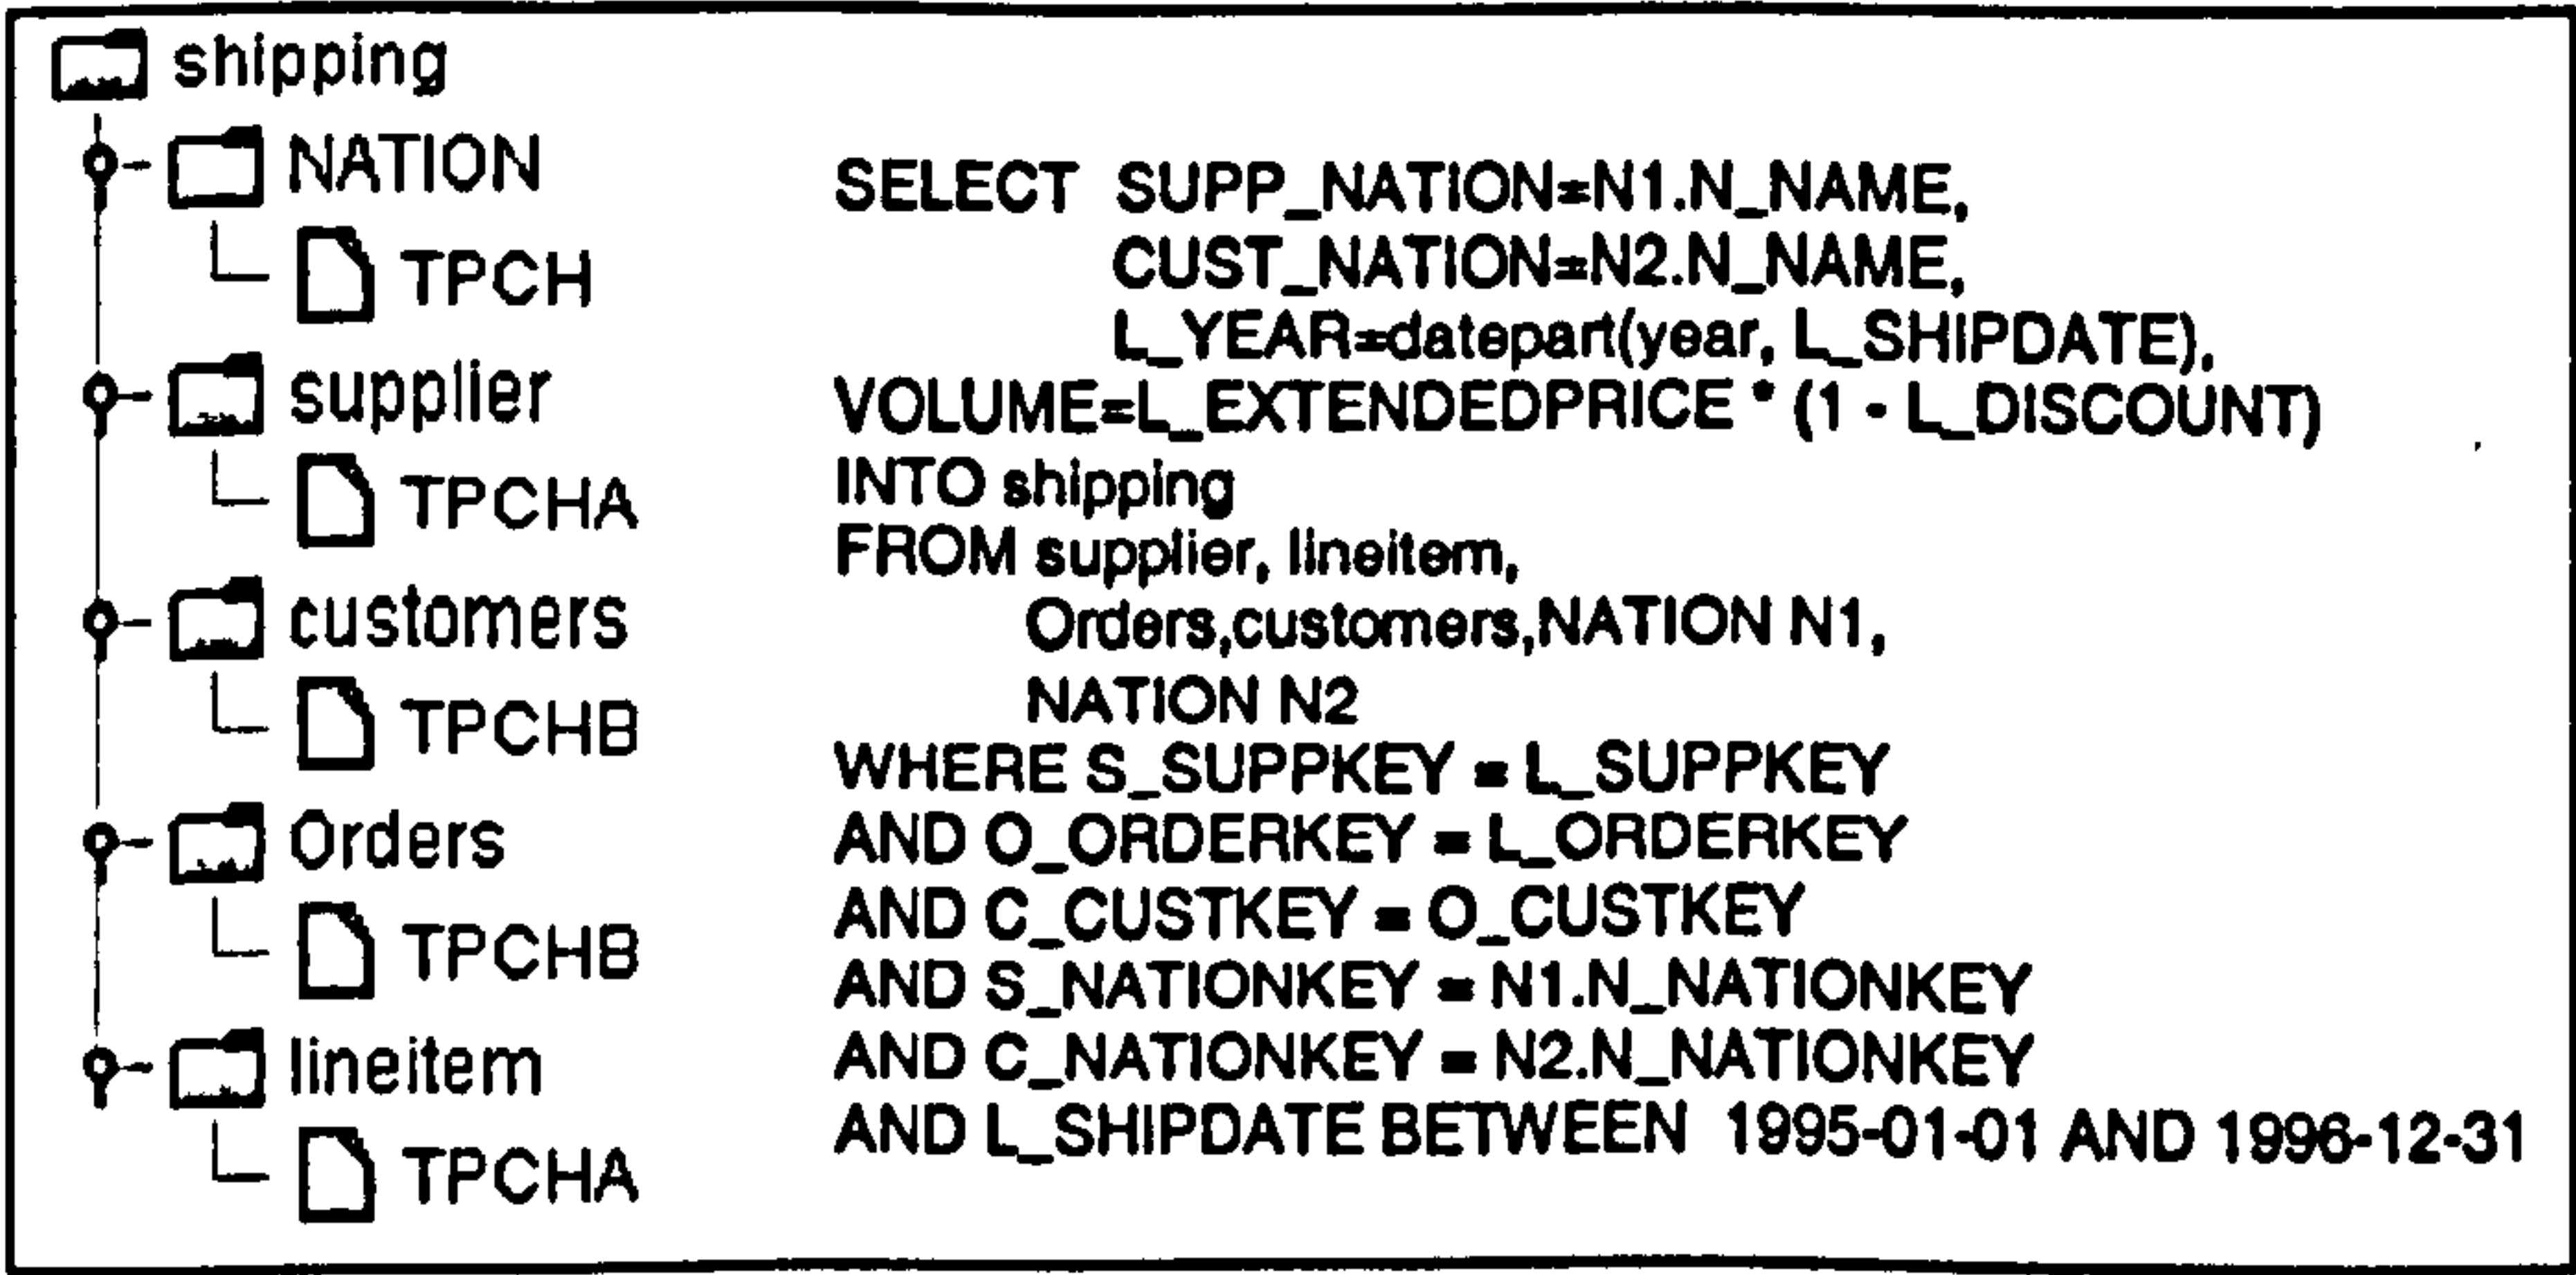 shipping
NATION
TPCH
supplier
TPCHA
customers
TPCHB
Orders
TPCHB
lineitem
TPCHA
SELECT SUPP_NATION=N1.N_NAME,
CUST_NATION=N2.N_NAME,
L_YEAR=datepart(year, L_SHIPDATE),
VOLUME=L_EXTENDEDPRICE * (1 - L_DISCOUNT)
INTO shipping
FROM supplier, lineitem,
Orders,customers,NATION N1,
NATION N2
WHERE S_SUPPKEY = L_SUPPKEY
AND O_ORDERKEY = L_ORDERKEY
AND C_CUSTKEY = O_CUSTKEY
AND S_NATIONKEY = N1.N_NATIONKEY
AND C_NATIONKEY = N2.N_NATIONKEY
AND L_SHIPDATE BETWEEN 1995-01-01 AND 1996-12-31